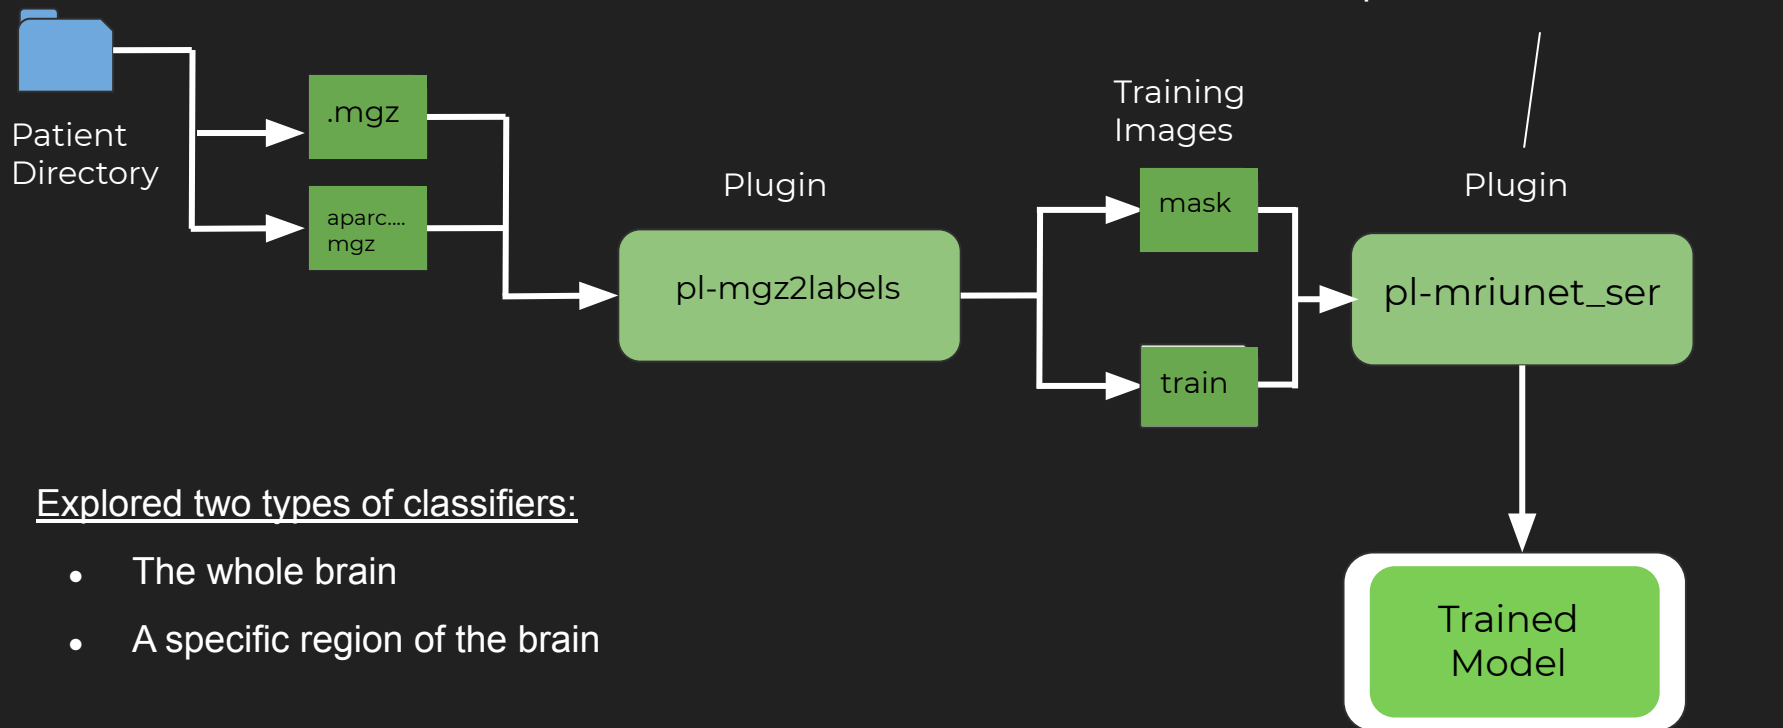 Patient
Directory
.mgz
aparc....
mgz
Plugin
pl-mgz2labels
Training
Images
mask
train
Plugin
pl-mriunet_ser
Trained
Model
Explored two types of classifiers:
The whole brain
A specific region of the brain